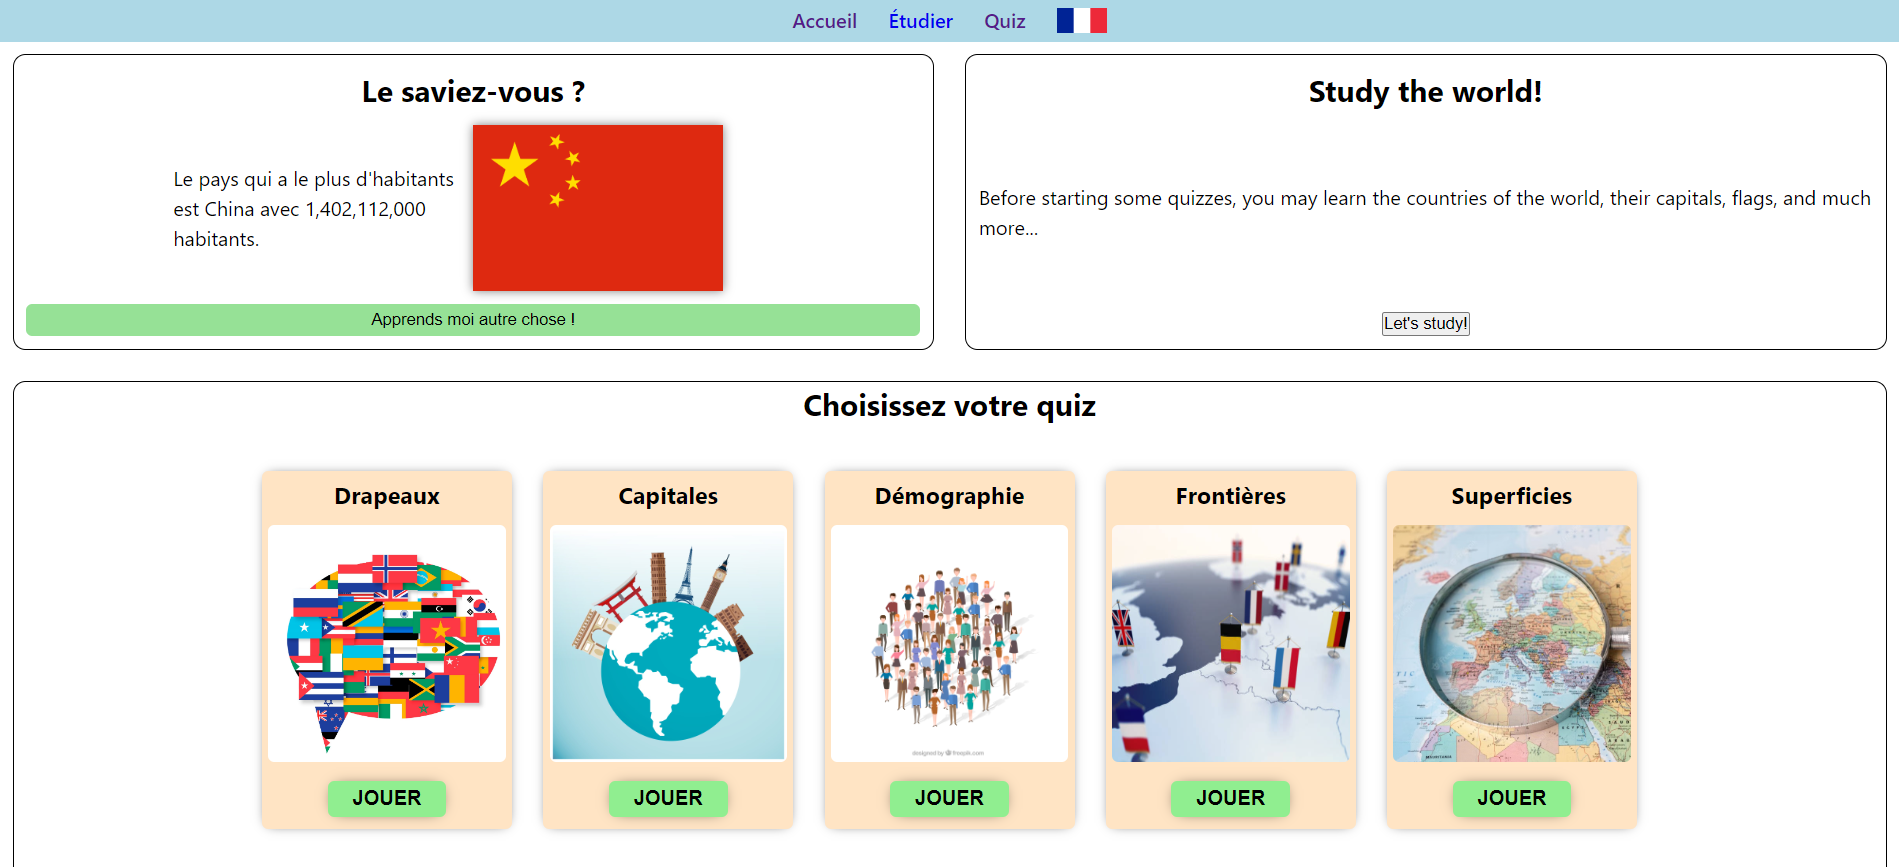 Accueil Étudier Quiz
Le saviez-vous ?
Le pays qui a le plus d'habitants
est China avec 1,402,112,000
habitants.
Apprends moi autre chose !
Study the world!
Before starting some quizzes, you may learn the countries of the world, their capitals, flags, and much
more...
Let's study!
Choisissez votre quiz
Drapeaux
JOUER
Capitales
JOUER
Démographie
designed by freepik.com
JOUER
Frontières
JOUER
Superficies
JOUER